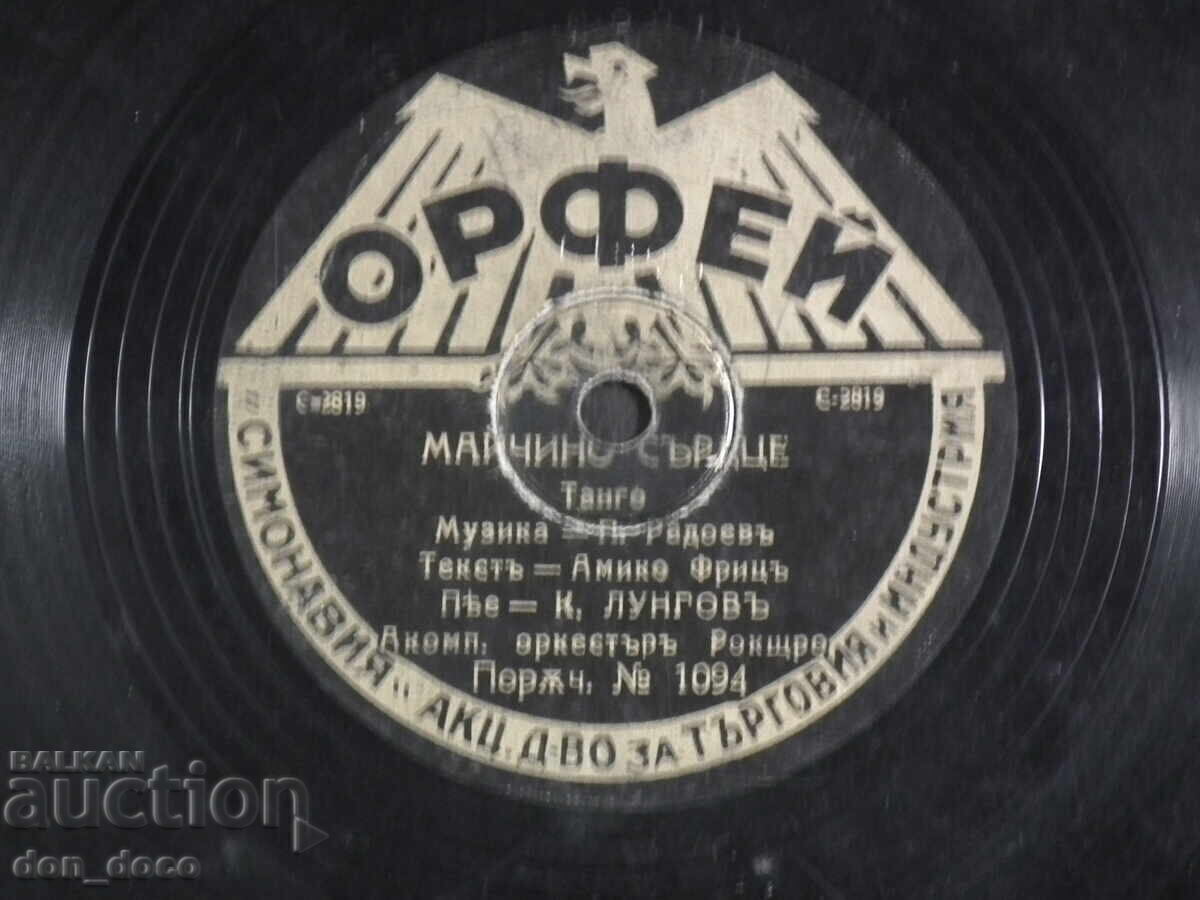 ОРФЕЙ
С-2819 С-2819
МАЙЧИНО СЪРДЦЕ
Танго
Музика = П. Радоевъ
Текстъ = Амико Фрицъ
Пѣе = К. ЛУНГОВЪ
Акомп. оркестъръ Рокщро
Порѫч. № 1094
"СИМОНАВИЯ" АКЦ. Д-ВО ЗА ТЪРГОВИЯ И ИНДУСТРИЯ
BALKAN
auction
don_doco